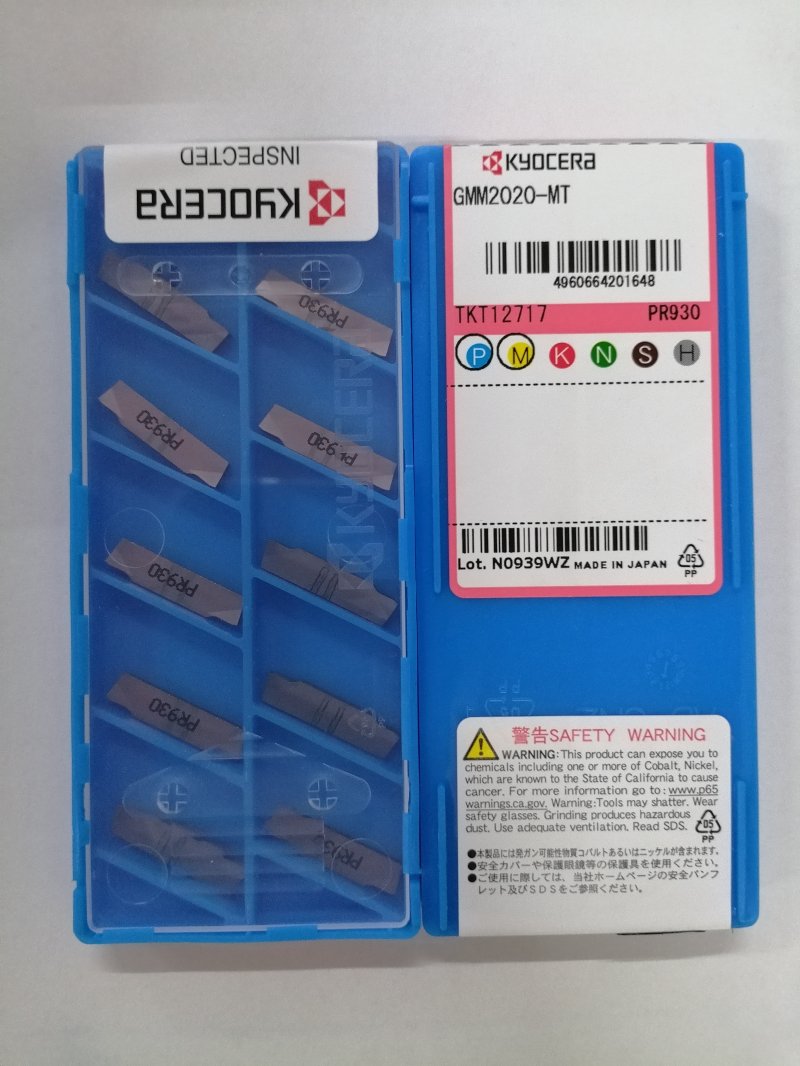 INSPECTED
KYOCERA
PR930
PR930
930
PR930
PR930
PR93
KYOCERA
KYOCERA
GMM2020-MT
4960664201648
TKT12717 PR930
P M K N S H
Lot. N0939WZ MADE IN JAPAN
05
PP
警告SAFETY WARNING
WARNING:This product can expose you to
chemicals including one or more of Cobalt, Nickel,
which are known to the State of California to cause
cancer. For more information go to : www.p65
warnings.ca.gov. Warning:Tools may shatter. Wear
safety glasses. Grinding produces hazardous
dust. Use adequate ventilation. Read SDS.
05
PP
●本製品には発ガン可能性物質コバルトあるいはニッケルが含まれます。
●安全カバーや保護眼鏡等の保護具を使用ください。
●ご使用に際しては、当社ホームページの安全パンフ
レット及びＳＤＳをご参照ください。